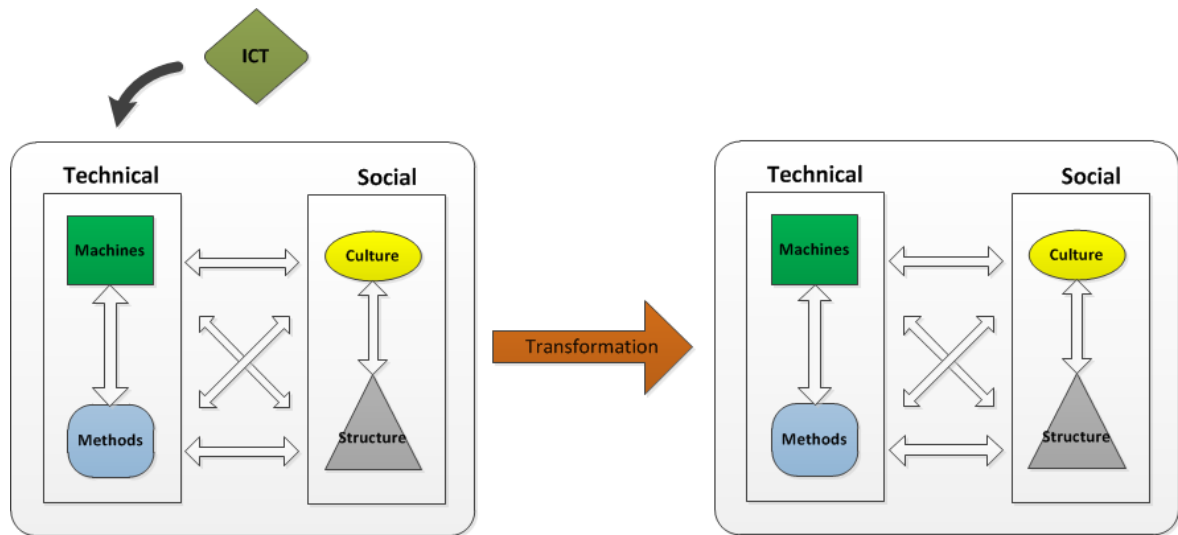 ICT
Technical
Social
Machines
Culture
Methods
Structure
Transformation
Technical
Social
Machines
Culture
Methods
Structure